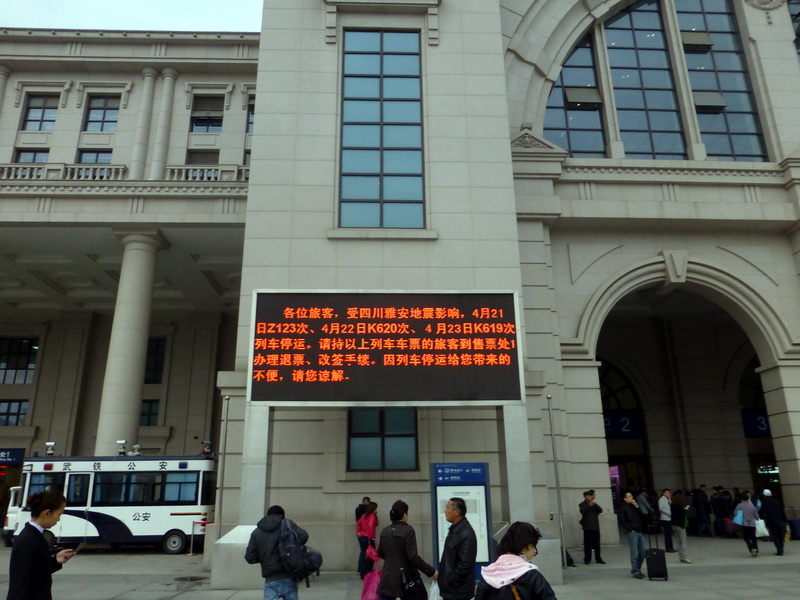 各位旅客，受四川雅安地震影响，4月21
日Z123次、4月22日K620次、4月23日K619次
列车停运。请持以上列车车票的旅客到售票处1
办理退票、改签手续。因列车停运给您带来的
不便，请您谅解。
武铁公安
公安
2
3